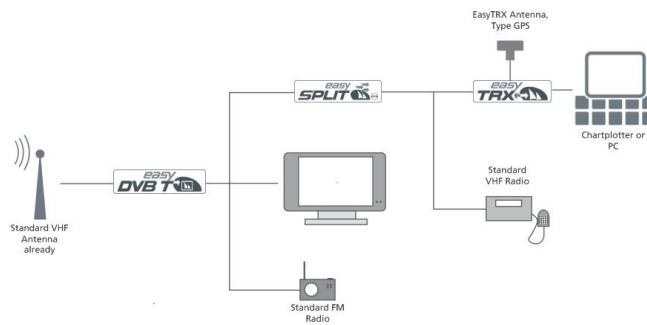 EasyTRX Antenna,
Type GPS
easy
SPLIT
easy
TRX
Chartplotter or
PC
easy
DVB T
Standard
VHF Radio
Standard VHF
Antenna
already
Standard FM
Radio